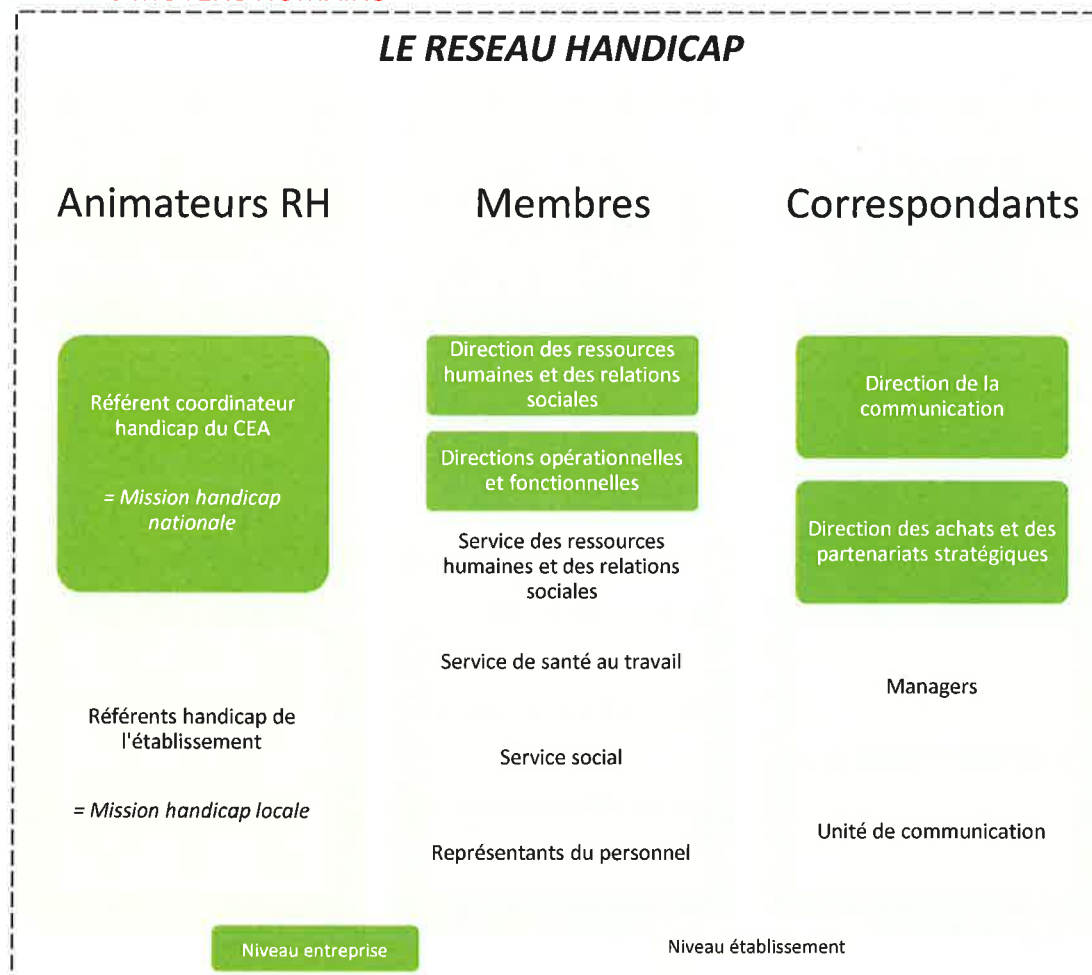 LE RESEAU HANDICAP
Animateurs RH
Membres
Correspondants
Référent coordinateur
handicap du CEA
= Mission handicap
nationale
Référents handicap de
l'établissement
= Mission handicap locale
Direction des ressources
humaines et des relations
sociales
Directions opérationnelles
et fonctionnelles
Service des ressources
humaines et des relations
sociales
Service de santé au travail
Service social
Représentants du personnel
Direction de la
communication
Direction des achats et des
partenariats stratégiques
Managers
Unité de communication
Niveau entreprise
Niveau établissement